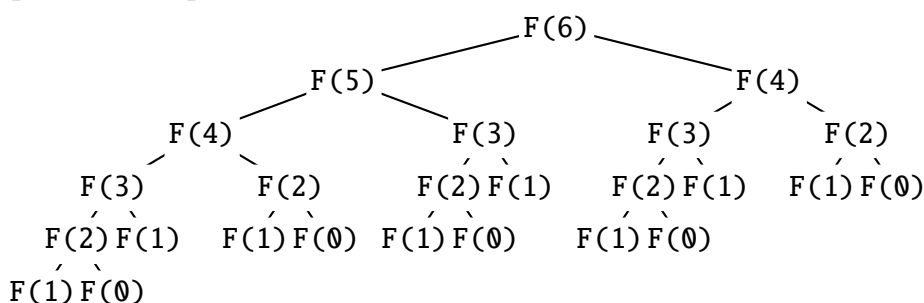 F(6)
F(5) F(4)
F(4) F(3) F(3) F(2)
F(3) F(2) F(2) F(1) F(2) F(1) F(1) F(0)
F(2) F(1) F(1) F(0) F(1) F(0) F(1) F(0)
F(1) F(0)